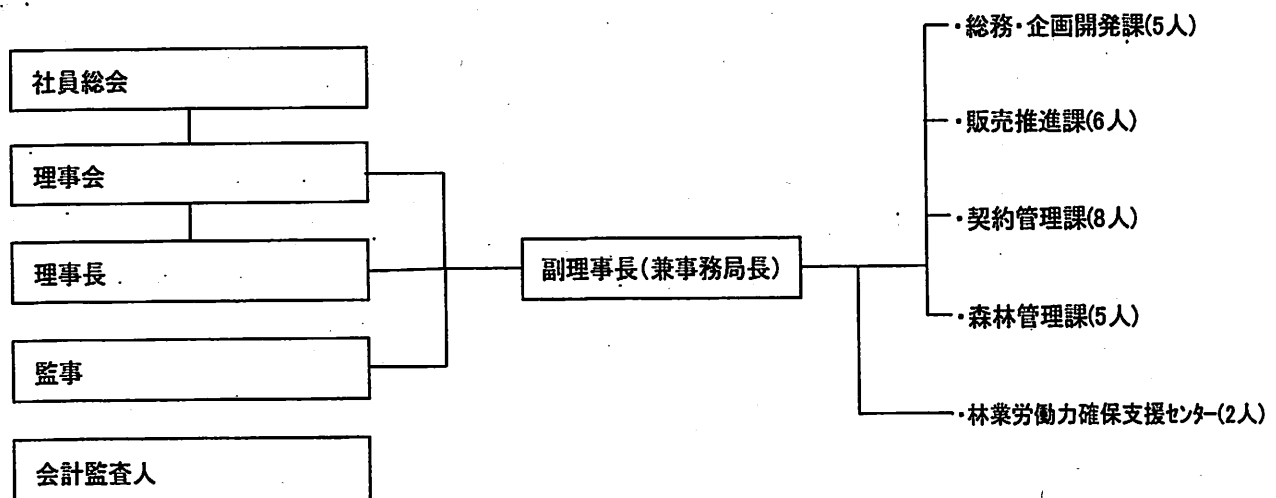 社員総会
理事会
理事長
監事
会計監査人
副理事長(兼事務局長)
・総務・企画開発課(5人)
・販売推進課(6人)
・契約管理課(8人)
・森林管理課(5人)
・林業労働力確保支援センター(2人)